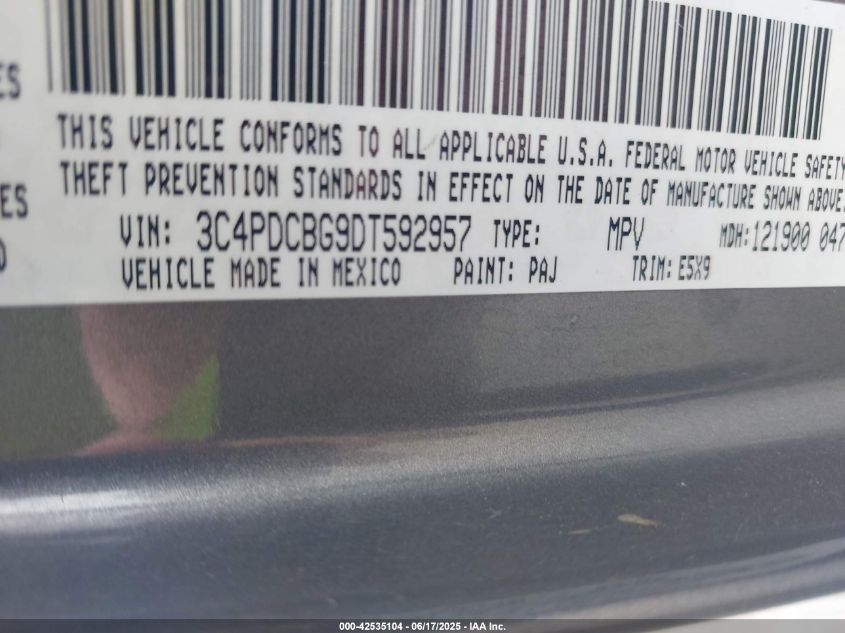 ES
THIS VEHICLE CONFORMS TO ALL APPLICABLE U.S.A. FEDERAL MOTOR VEHICLE SAFETY
THEFT PREVENTION STANDARDS IN EFFECT ON THE DATE OF MANUFACTURE SHOWN ABOVE.
ES
VIN: 3C4PDCBG9DT592957 TYPE: MPV MDH:121900 047
D
VEHICLE MADE IN MEXICO PAINT: PAJ TRIM: E5X9
000-42535104 - 06/17/2025 - IAA Inc.